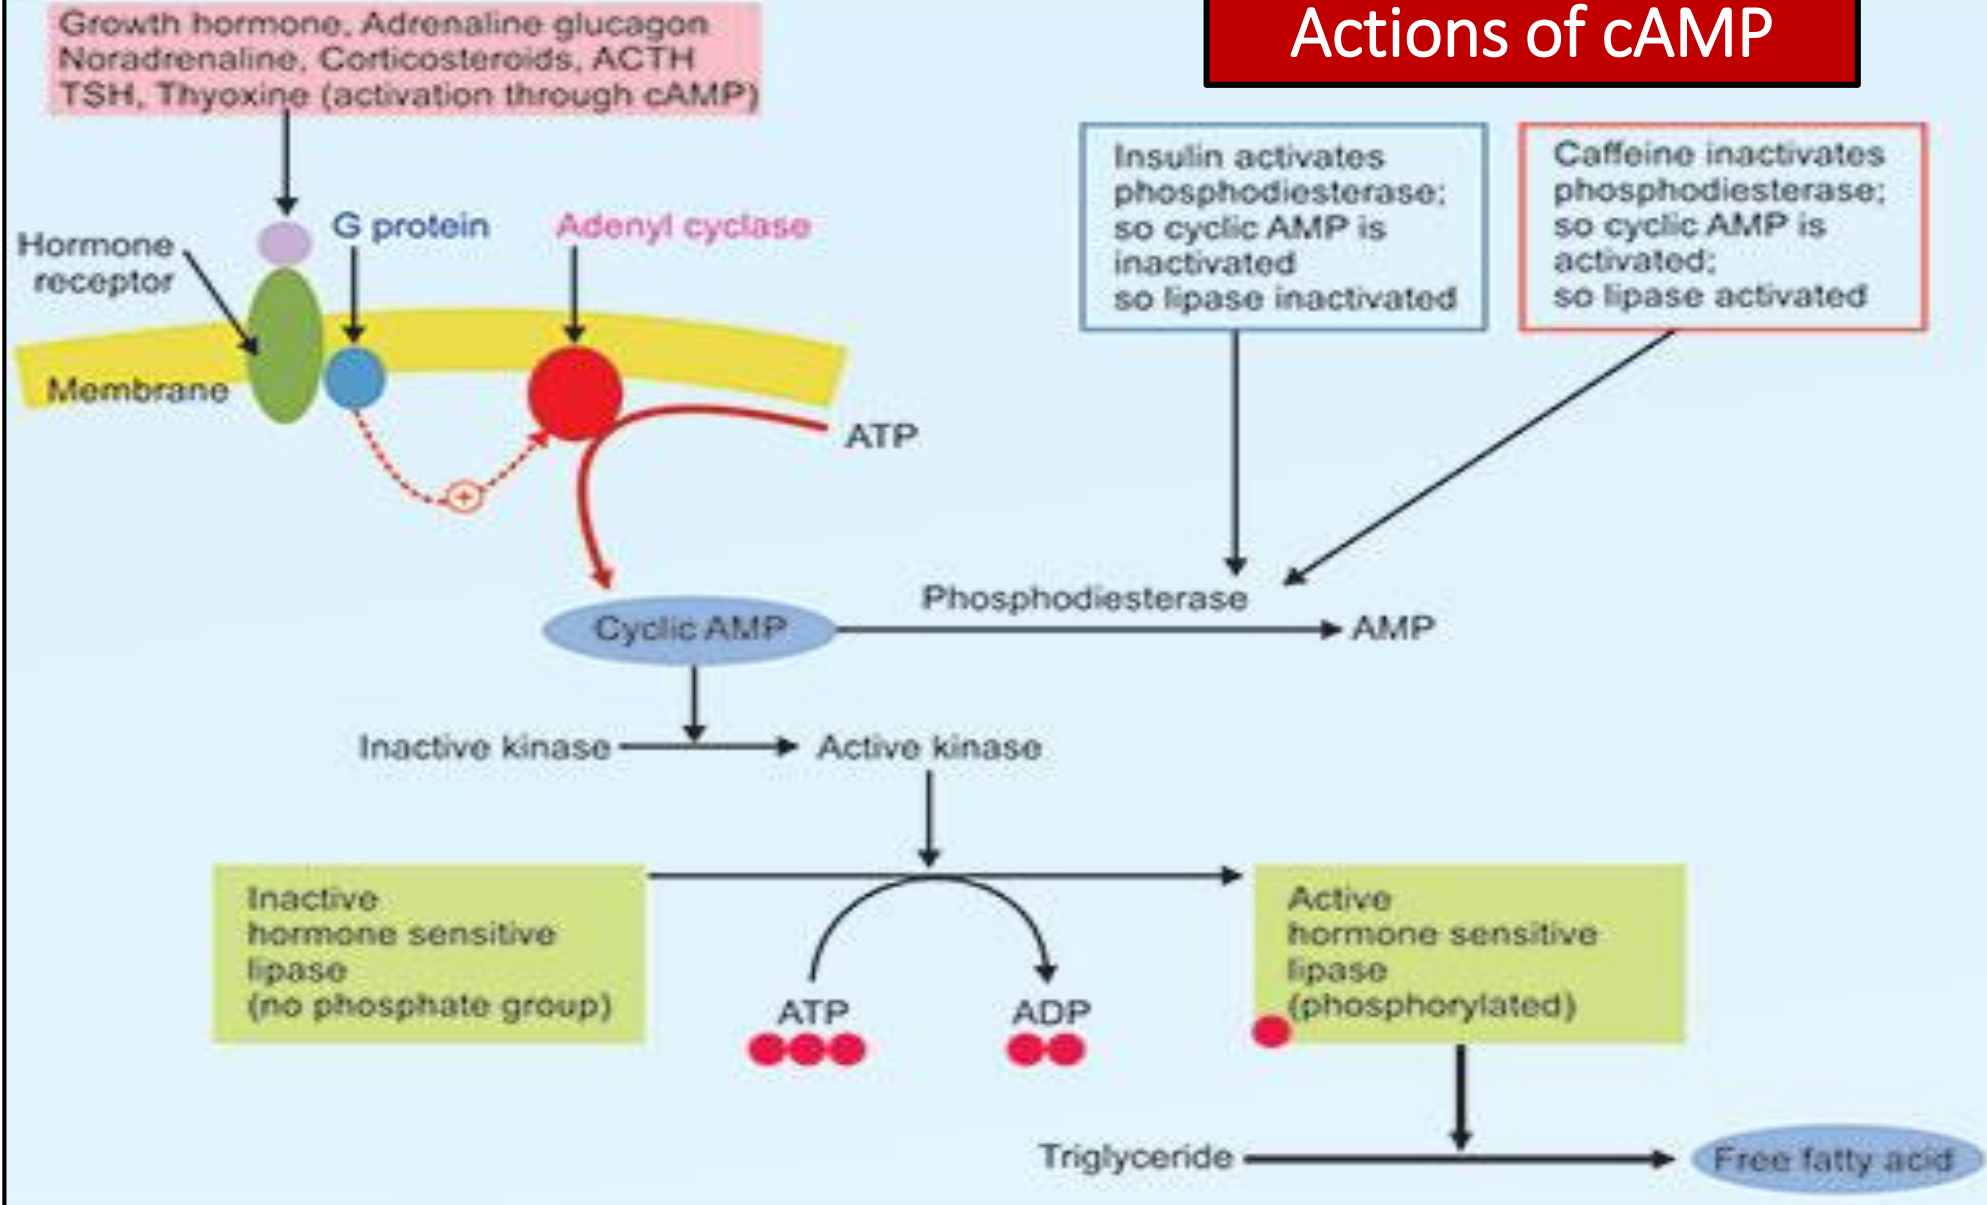 Actions of cAMP
Growth hormone, Adrenaline glucagon
Noradrenaline, Corticosteroids, ACTH
TSH, Thyoxine (activation through cAMP)
Insulin activates
phosphodiesterase;
so cyclic AMP is
inactivated
so lipase inactivated
Caffeine inactivates
phosphodiesterase;
so cyclic AMP is
activated;
so lipase activated
Hormone
receptor
G protein
Adenyl cyclase
Membrane
ATP
+
Cyclic AMP
Phosphodiesterase
AMP
Inactive kinase
Active kinase
Inactive
hormone sensitive
lipase
(no phosphate group)
ATP
ADP
Active
hormone sensitive
lipase
(phosphorylated)
Triglyceride
Free fatty acid